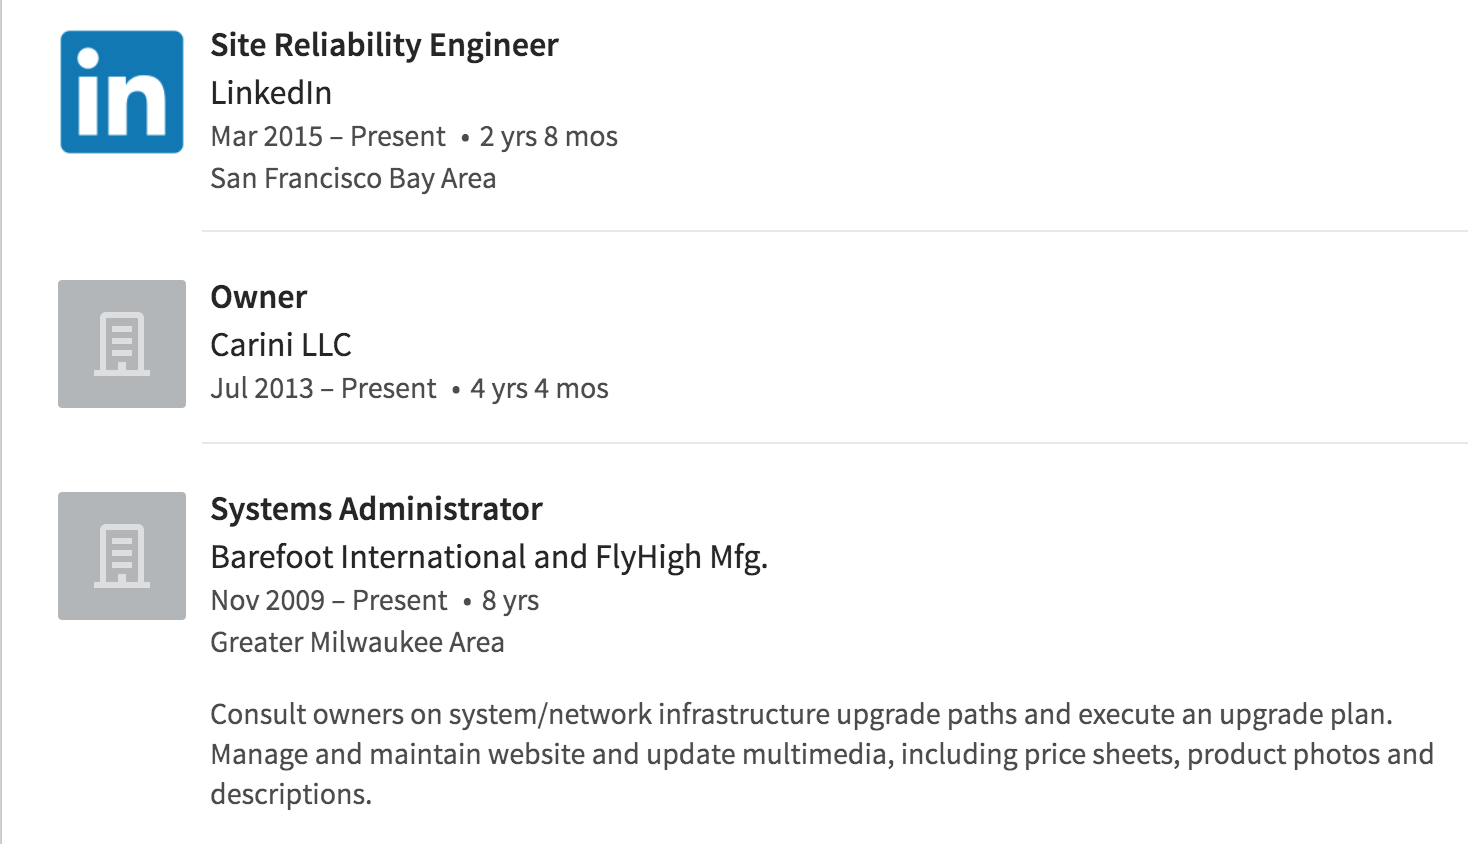 in
Site Reliability Engineer
LinkedIn
Mar 2015 – Present • 2 yrs 8 mos
San Francisco Bay Area
Owner
Carini LLC
Jul 2013 – Present • 4 yrs 4 mos
Systems Administrator
Barefoot International and FlyHigh Mfg.
Nov 2009 – Present • 8 yrs
Greater Milwaukee Area
Consult owners on system/network infrastructure upgrade paths and execute an upgrade plan.
Manage and maintain website and update multimedia, including price sheets, product photos and
descriptions.